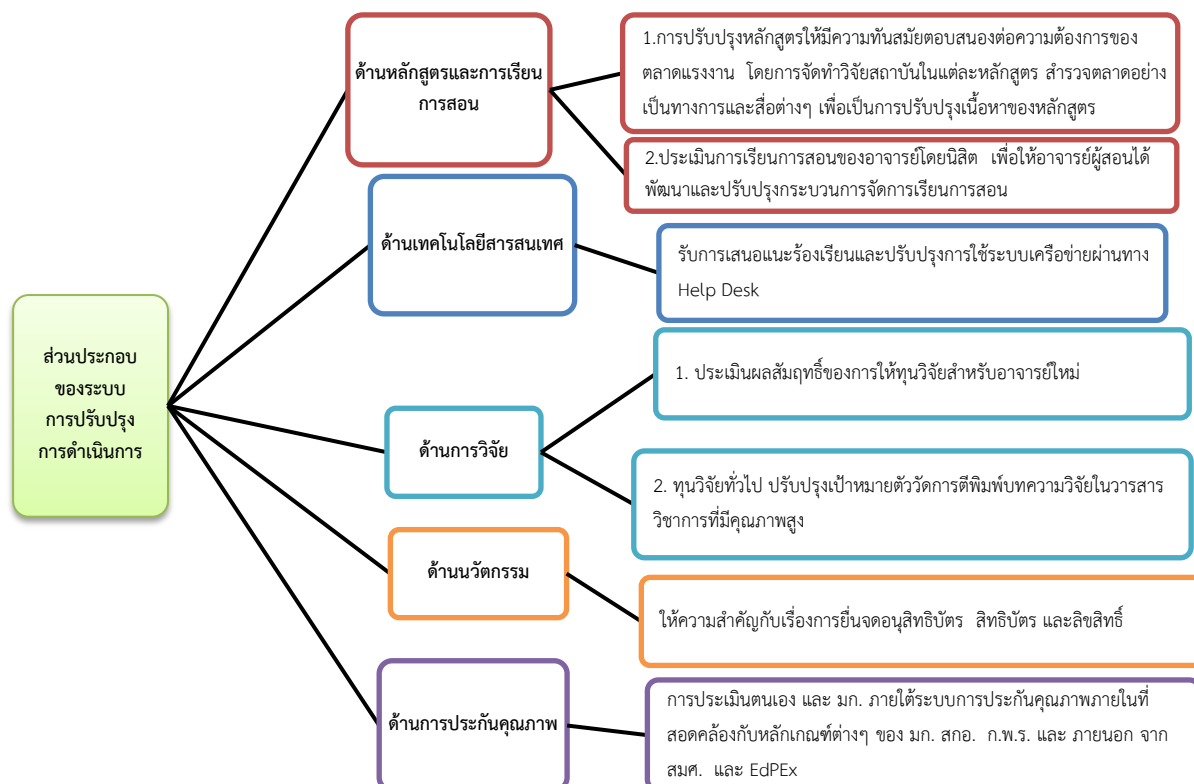 ส่วนประกอบ
ของระบบ
การปรับปรุง
การดำเนินการ
ด้านหลักสูตรและการเรียน
การสอน
1.การปรับปรุงหลักสูตรให้มีความทันสมัยตอบสนองต่อความต้องการของ
ตลาดแรงงาน โดยการจัดทำวิจัยสถาบันในแต่ละหลักสูตร สำรวจตลาดอย่าง
เป็นทางการและสื่อต่างๆ เพื่อเป็นการปรับปรุงเนื้อหาของหลักสูตร
2.ประเมินการเรียนการสอนของอาจารย์โดยนิสิต เพื่อให้อาจารย์ผู้สอนได้
พัฒนาและปรับปรุงกระบวนการจัดการเรียนการสอน
ด้านเทคโนโลยีสารสนเทศ
รับการเสนอแนะร้องเรียนและปรับปรุงการใช้ระบบเครือข่ายผ่านทาง
Help Desk
ด้านการวิจัย
1. ประเมินผลสัมฤทธิ์ของการให้ทุนวิจัยสำหรับอาจารย์ใหม่
2. ทุนวิจัยทั่วไป ปรับปรุงเป้าหมายตัววัดการตีพิมพ์บทความวิจัยในวารสาร
วิชาการที่มีคุณภาพสูง
ด้านนวัตกรรม
ให้ความสำคัญกับเรื่องการยื่นจดอนุสิทธิบัตร สิทธิบัตร และลิขสิทธิ์
ด้านการประกันคุณภาพ
การประเมินตนเอง และ มก. ภายใต้ระบบการประกันคุณภาพภายในที่
สอดคล้องกับหลักเกณฑ์ต่างๆ ของ มก. สกอ. ก.พ.ร. และ ภายนอก จาก
สมศ. และ EdPEx